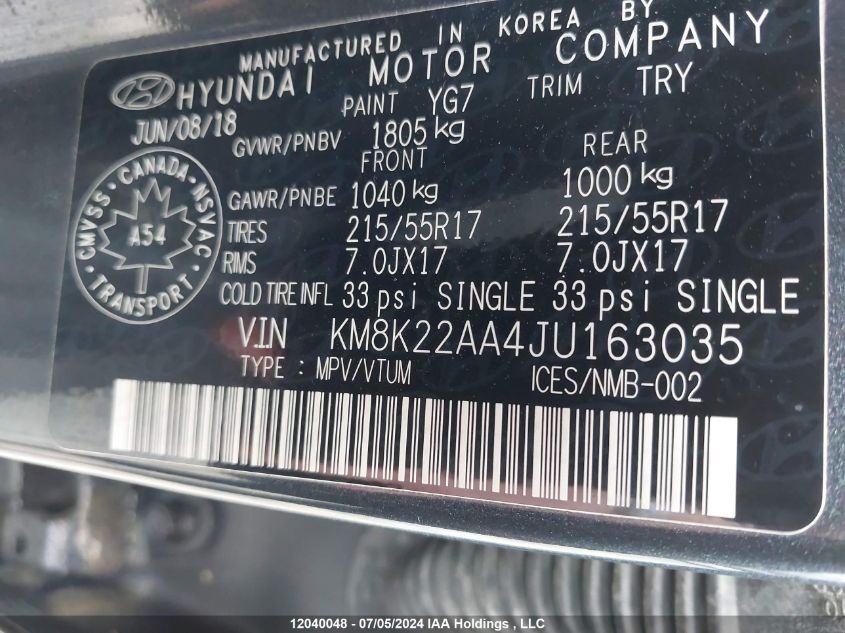 MANUFACTURED IN KOREA BY
HYUNDAI MOTOR COMPANY
JUN/08/18 PAINT YG7 TRIM TRY
GVWR/PNBV 1805 kg
FRONT REAR
GAWR/PNBE 1040 kg 1000 kg
TIRES 215/55R17 215/55R17
RIMS 7.0JX17 7.0JX17
COLD TIRE INFL 33 psi SINGLE 33 psi SINGLE
V.I.N KM8K22AA4JU163035
TYPE : MPV/VTUM ICES/NMB-002
CMVSS • CANADA • NSVAC
A54
• TRANSPORT •
12040048 - 07/05/2024 IAA Holdings , LLC